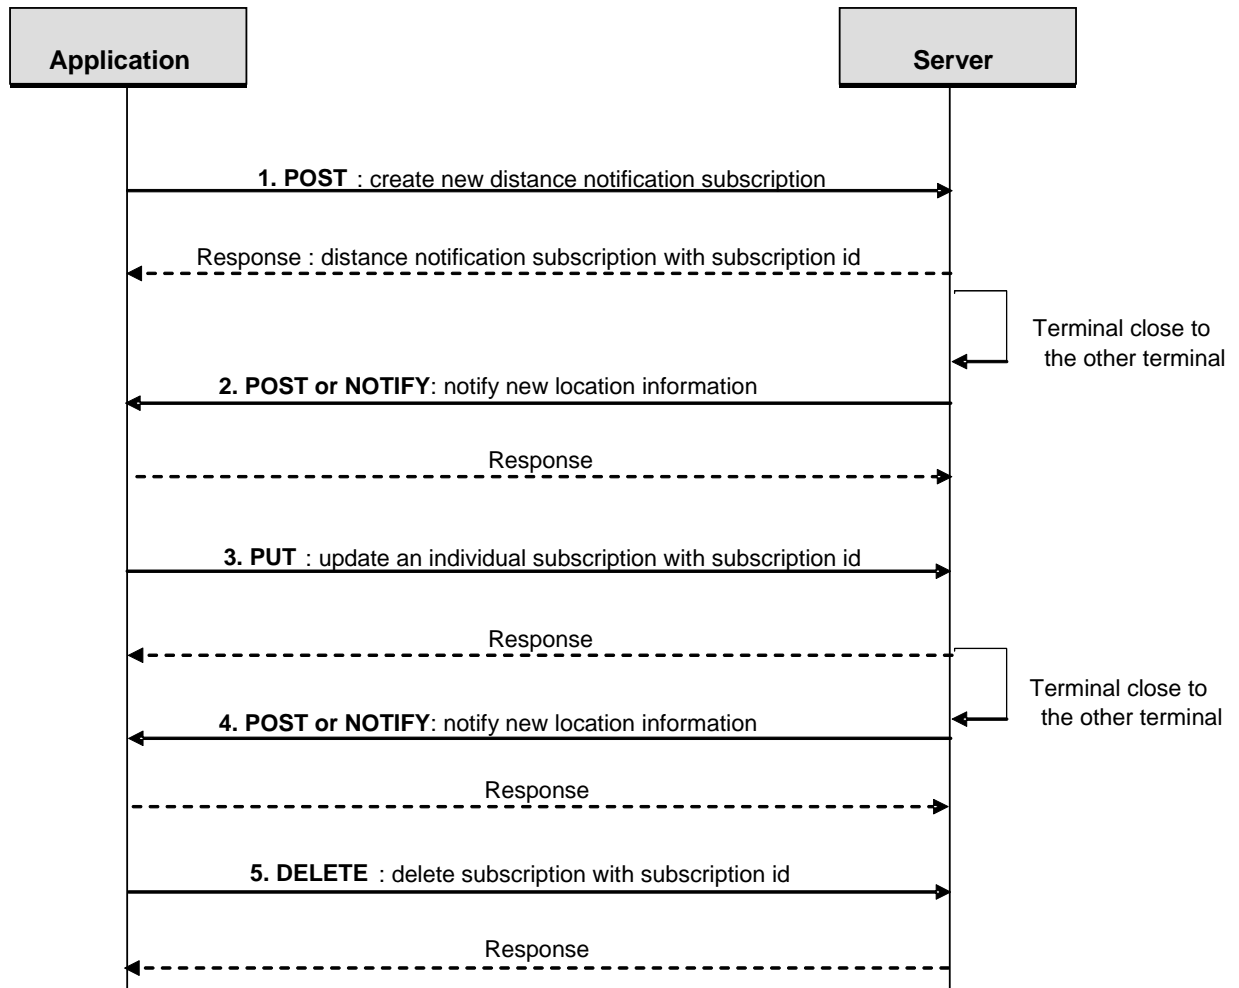 Application
Server
1. POST : create new distance notification subscription
Response : distance notification subscription with subscription id
Terminal close to
the other terminal
2. POST or NOTIFY: notify new location information
Response
3. PUT : update an individual subscription with subscription id
Response
Terminal close to
the other terminal
4. POST or NOTIFY: notify new location information
Response
5. DELETE : delete subscription with subscription id
Response